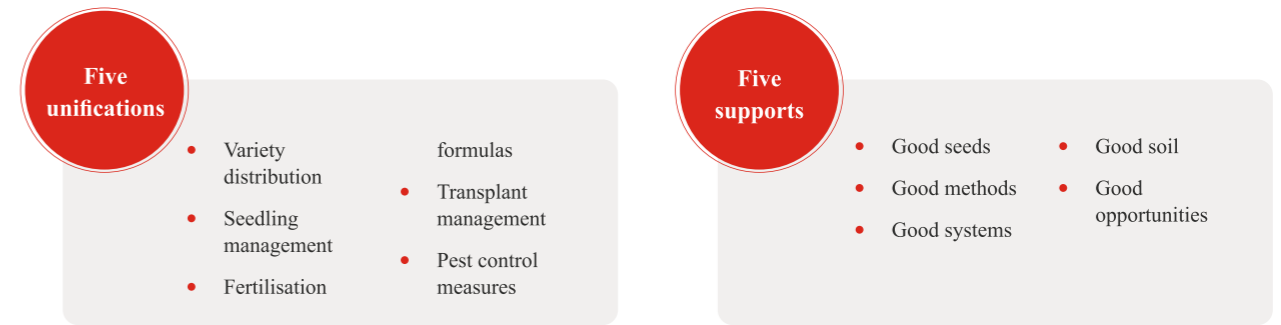 Five
unifications
• Variety
distribution
• Seedling
management
• Fertilisation
formulas
• Transplant
management
• Pest control
measures
Five
supports
• Good seeds
• Good methods
• Good systems
• Good soil
• Good
opportunities